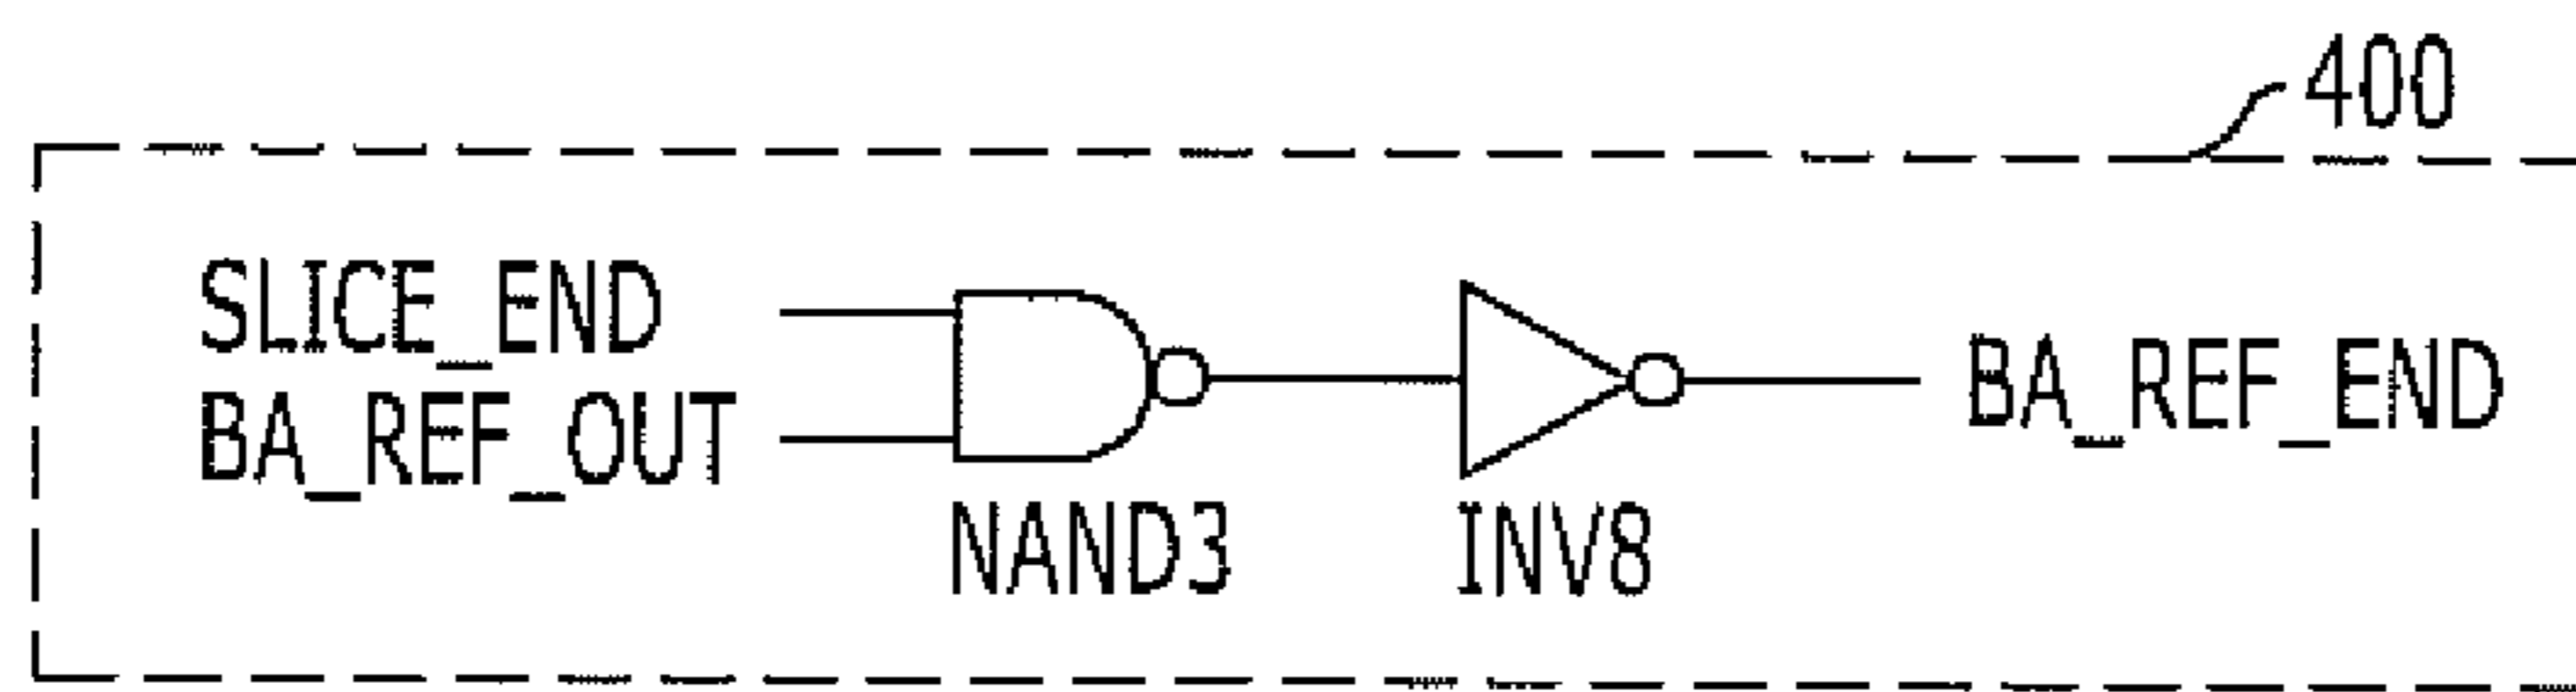 400
SLICE_END
BA_REF_OUT
BA_REF_END
NAND3
INV8